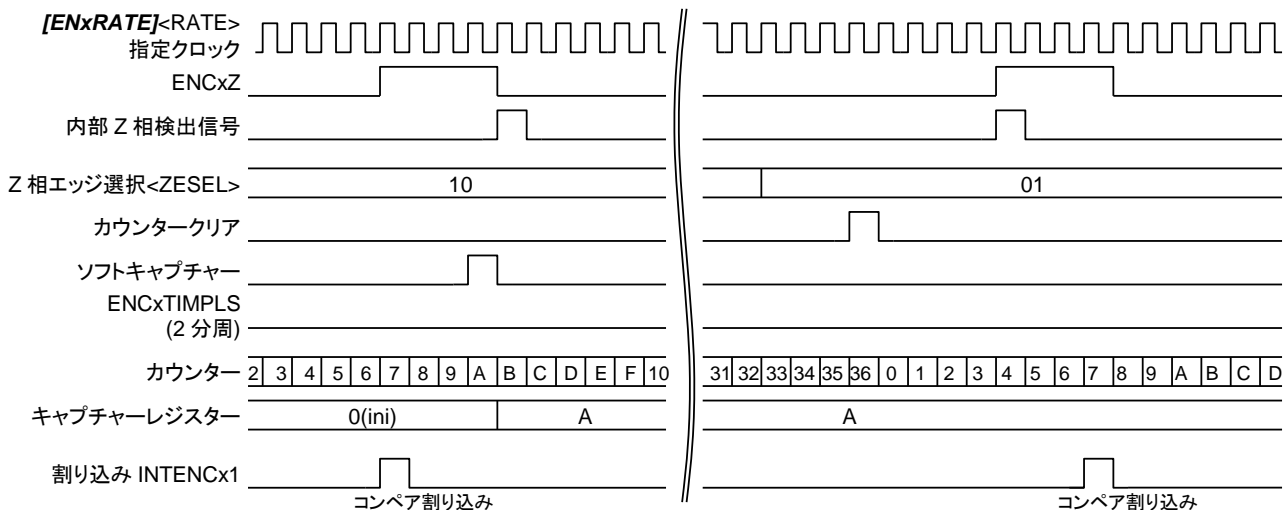 [ENxRATE]<RATE>
指定クロック
ENCxZ
内部 Z 相検出信号
Z 相エッジ選択<ZESEL> 10 01
カウンタークリア
ソフトキャプチャー
ENCxTIMPLS
(2 分周)
カウンター 2 3 4 5 6 7 8 9 A B C D E F 10 31 32 33 34 35 36 0 1 2 3 4 5 6 7 8 9 A B C D
キャプチャーレジスター 0(ini) A A
割り込み INTENCx1
コンペア割り込み コンペア割り込み